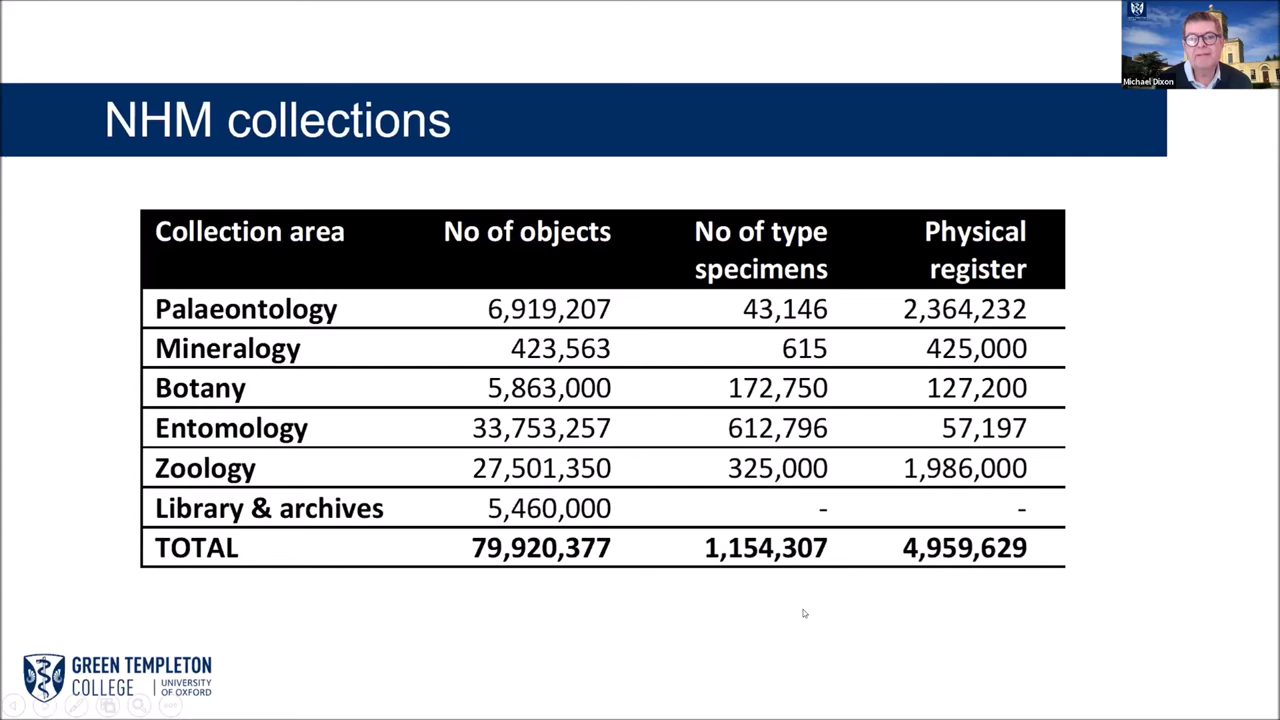 Michael Dixon
NHM collections
Collection area No of objects No of type specimens Physical register
Palaeontology 6,919,207 43,146 2,364,232
Mineralogy 423,563 615 425,000
Botany 5,863,000 172,750 127,200
Entomology 33,753,257 612,796 57,197
Zoology 27,501,350 325,000 1,986,000
Library & archives 5,460,000 - -
TOTAL 79,920,377 1,154,307 4,959,629
GREEN TEMPLETON
COLLEGE | UNIVERSITY
OF OXFORD